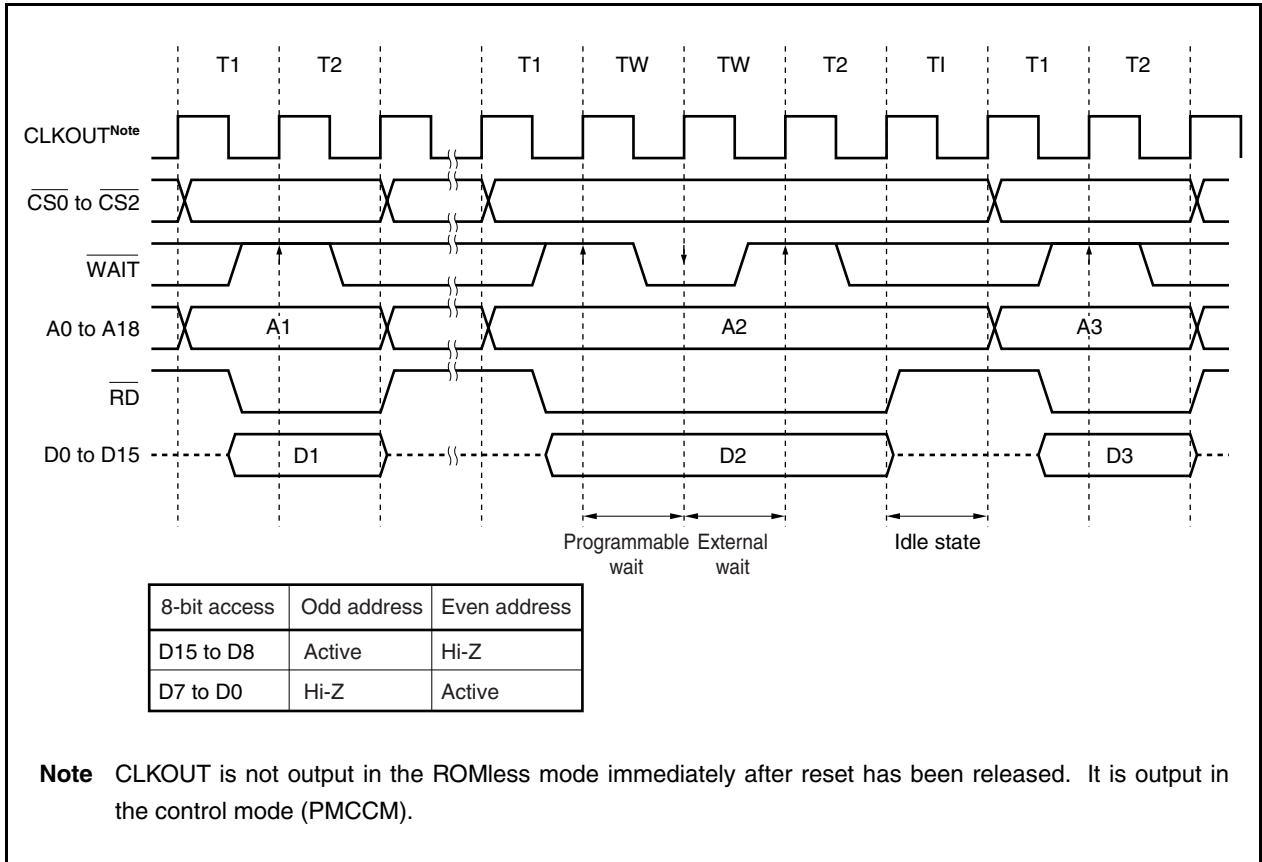 T1 T2 T1 TW TW T2 TI T1 T2
CLKOUTNote
CS0 to CS2
WAIT
A0 to A18 A1 A2 A3
RD
D0 to D15 D1 D2 D3
Programmable wait External wait Idle state
8-bit access Odd address Even address
D15 to D8 Active Hi-Z
D7 to D0 Hi-Z Active
Note CLKOUT is not output in the ROMless mode immediately after reset has been released. It is output in
the control mode (PMCCM).